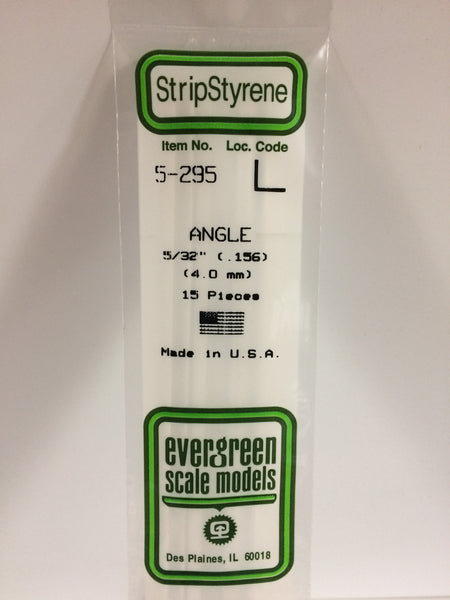 StripStyrene
Item No. Loc. Code
5-295 L
ANGLE
5/32" (.156)
(4.0 mm)
15 Pieces
Made in U.S.A.
evergreen
scale models
Des Plaines, IL 60018